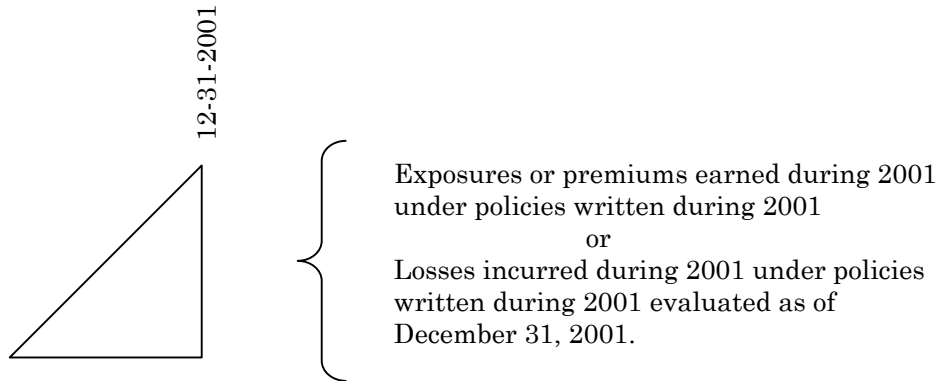 12-31-2001
Exposures or premiums earned during 2001
under policies written during 2001
or
Losses incurred during 2001 under policies
written during 2001 evaluated as of
December 31, 2001.